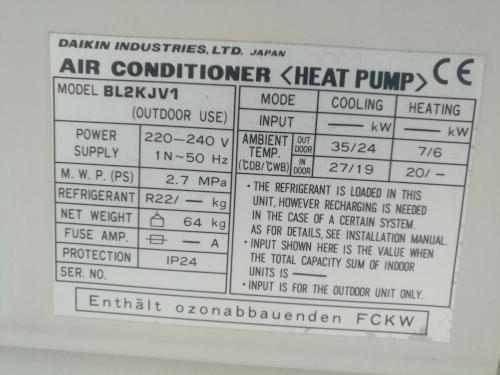 DAIKIN INDUSTRIES, LTD. JAPAN
AIR CONDITIONER <HEAT PUMP> CE
MODEL BL2KJV1
(OUTDOOR USE)
POWER SUPPLY 220–240 V
1N~50 Hz
M. W. P. (PS) 2.7 MPa
REFRIGERANT R22/ — kg
NET WEIGHT 64 kg
FUSE AMP. — A
PROTECTION IP24
SER. NO.
MODE COOLING HEATING
INPUT — kW — kW
AMBIENT TEMP. (°CDB/°CWB) OUT DOOR 35/24 7/6
IN DOOR 27/19 20/-
• THE REFRIGERANT IS LOADED IN THIS
UNIT, HOWEVER RECHARGING IS NEEDED
IN THE CASE OF A CERTAIN SYSTEM.
AS FOR DETAILS, SEE INSTALLATION MANUAL.
• INPUT SHOWN HERE IS THE VALUE WHEN
THE TOTAL CAPACITY SUM OF INDOOR
UNITS IS ——
• INPUT IS FOR THE OUTDOOR UNIT ONLY.
Enthält ozonabbauenden FCKW